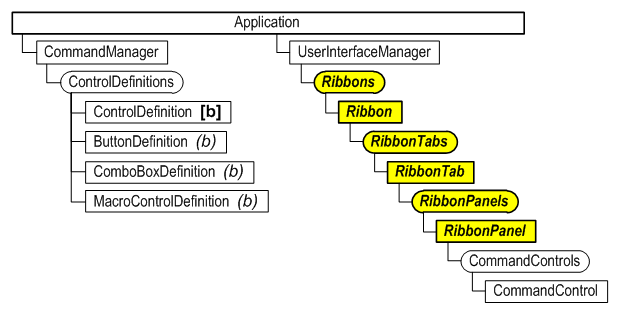 Application
CommandManager
UserInterfaceManager
ControlDefinitions
Ribbons
ControlDefinition [b]
Ribbon
ButtonDefinition (b)
RibbonTabs
ComboBoxDefinition (b)
RibbonTab
MacroControlDefinition (b)
RibbonPanels
RibbonPanel
CommandControls
CommandControl